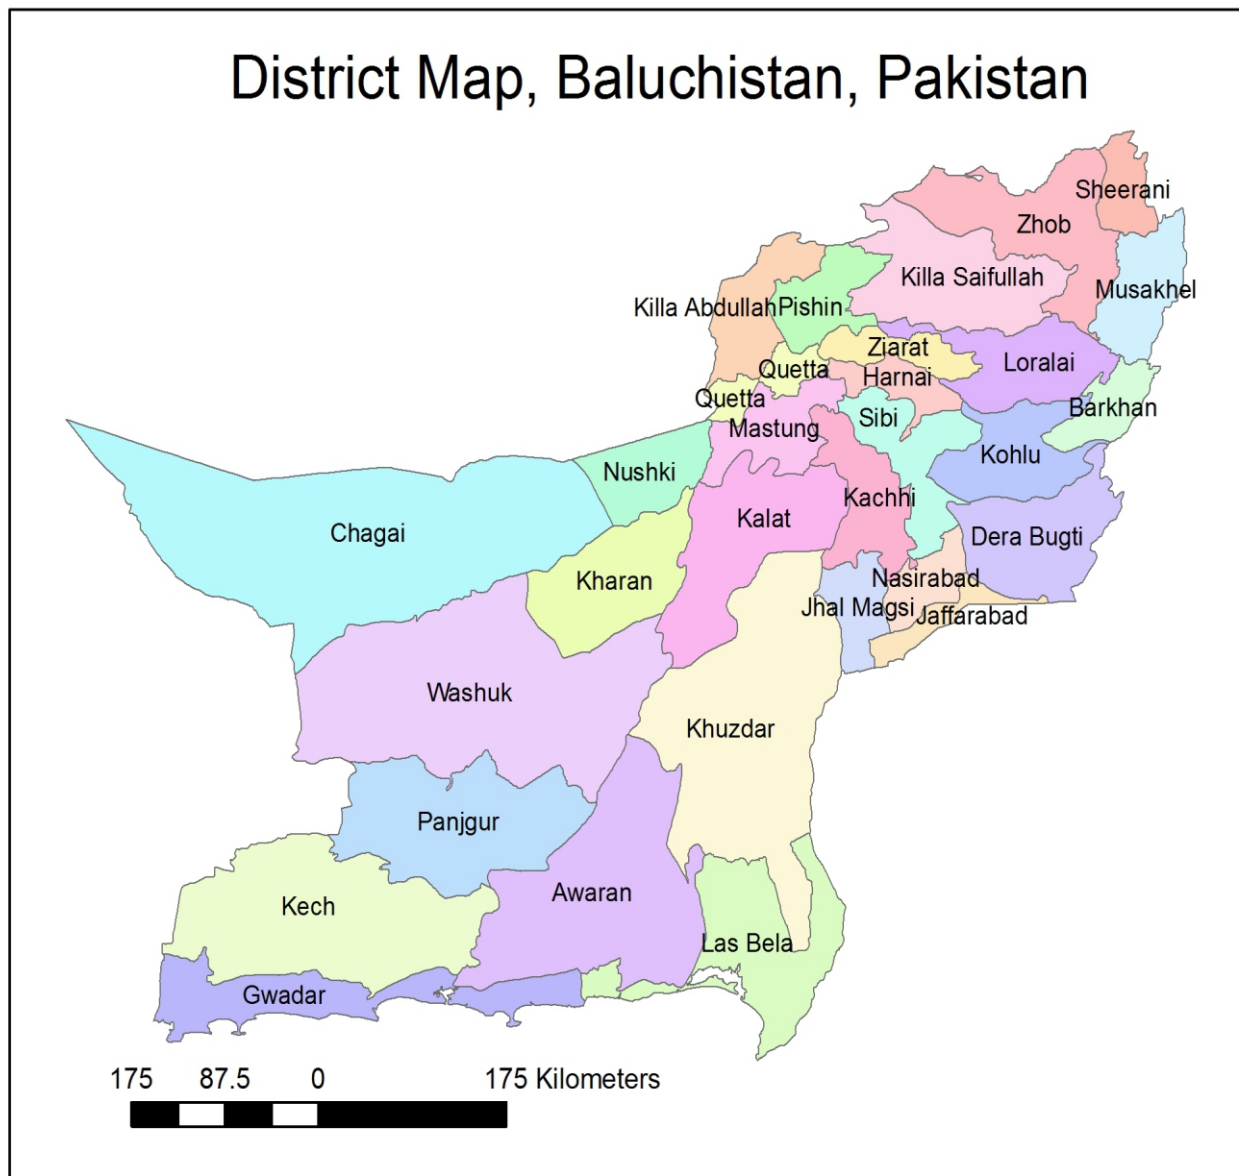 District Map, Baluchistan, Pakistan
Sheerani
Zhob
Killa Saifullah
Musakhel
Killa Abdullah
Pishin
Ziarat
Loralai
Quetta
Harnai
Quetta
Barkhan
Sibi
Mastung
Kohlu
Nushki
Kachhi
Kalat
Chagai
Dera Bugti
Kharan
Nasirabad
Jhal Magsi
Jaffarabad
Washuk
Khuzdar
Panjgur
Awaran
Kech
Las Bela
Gwadar
175 87.5 0 175 Kilometers